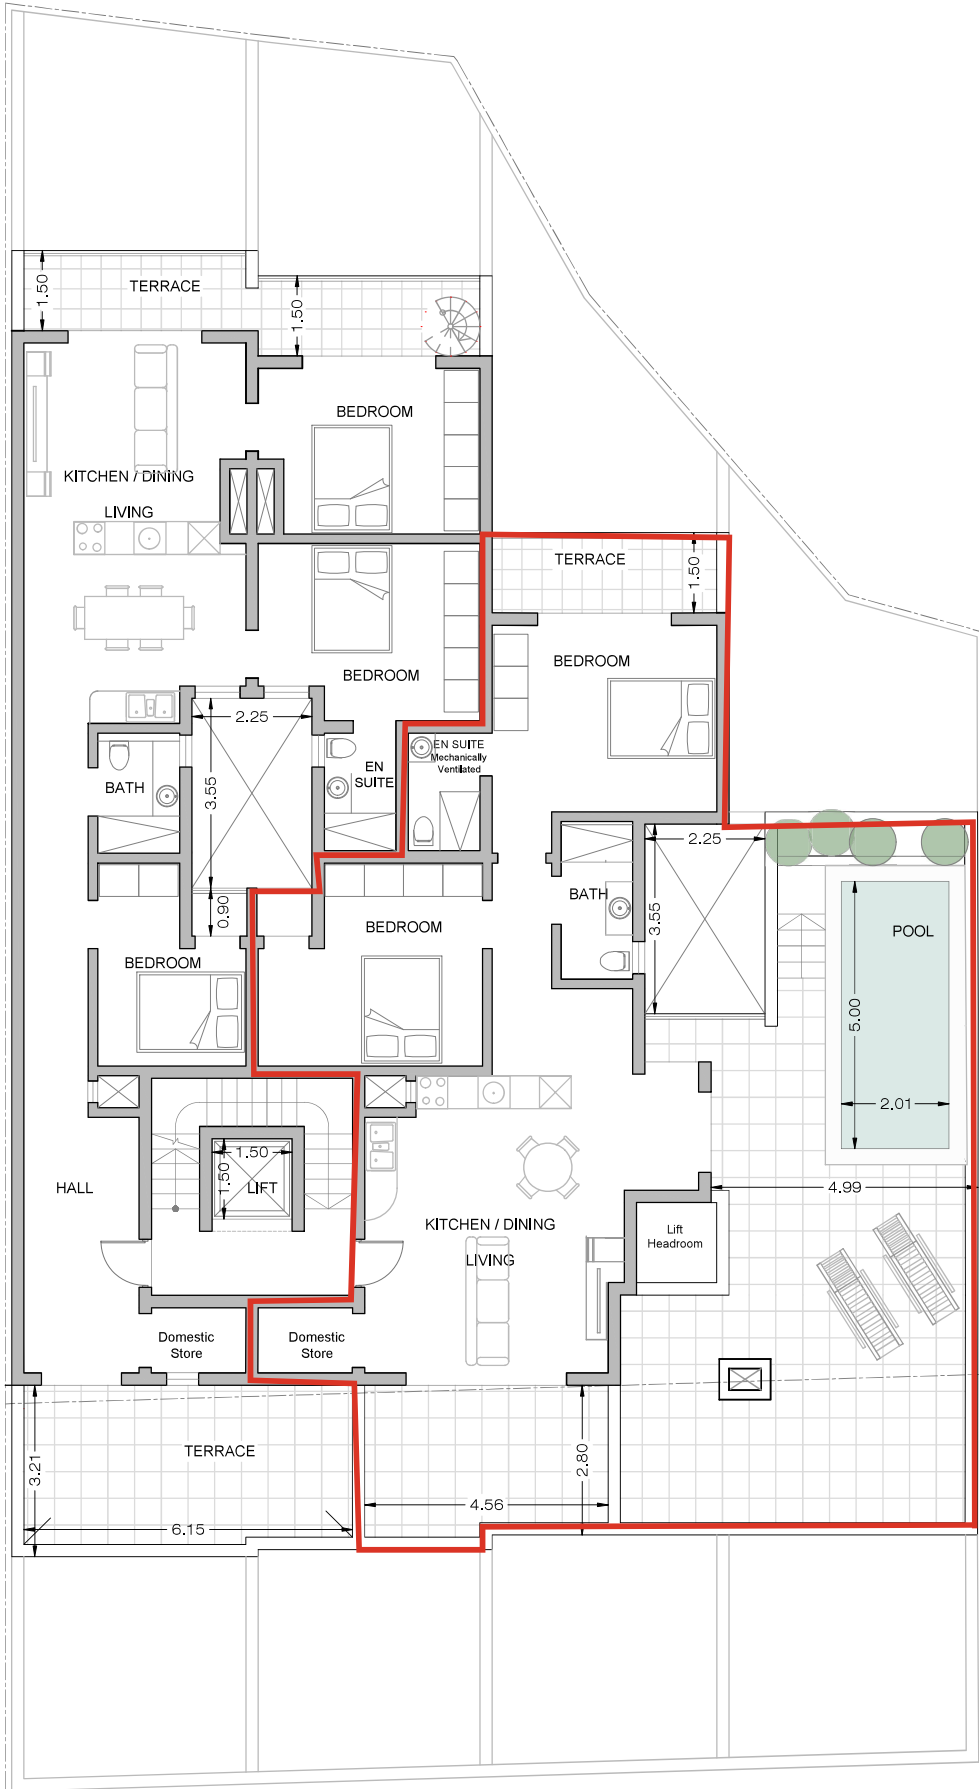 TERRACE
1.50
1.50
BEDROOM
KITCHEN / DINING
LIVING
TERRACE
1.50
BEDROOM
BEDROOM
2.25
3.55
EN SUITE
Mechanically
Ventilated
EN
SUITE
BATH
2.25
3.55
BATH
0.90
BEDROOM
POOL
BEDROOM
5.00
2.01
1.50
1.50
LIFT
HALL
4.99
KITCHEN / DINING
LIVING
Lift
Headroom
Domestic
Store
Domestic
Store
TERRACE
3.21
6.15
4.56
2.80